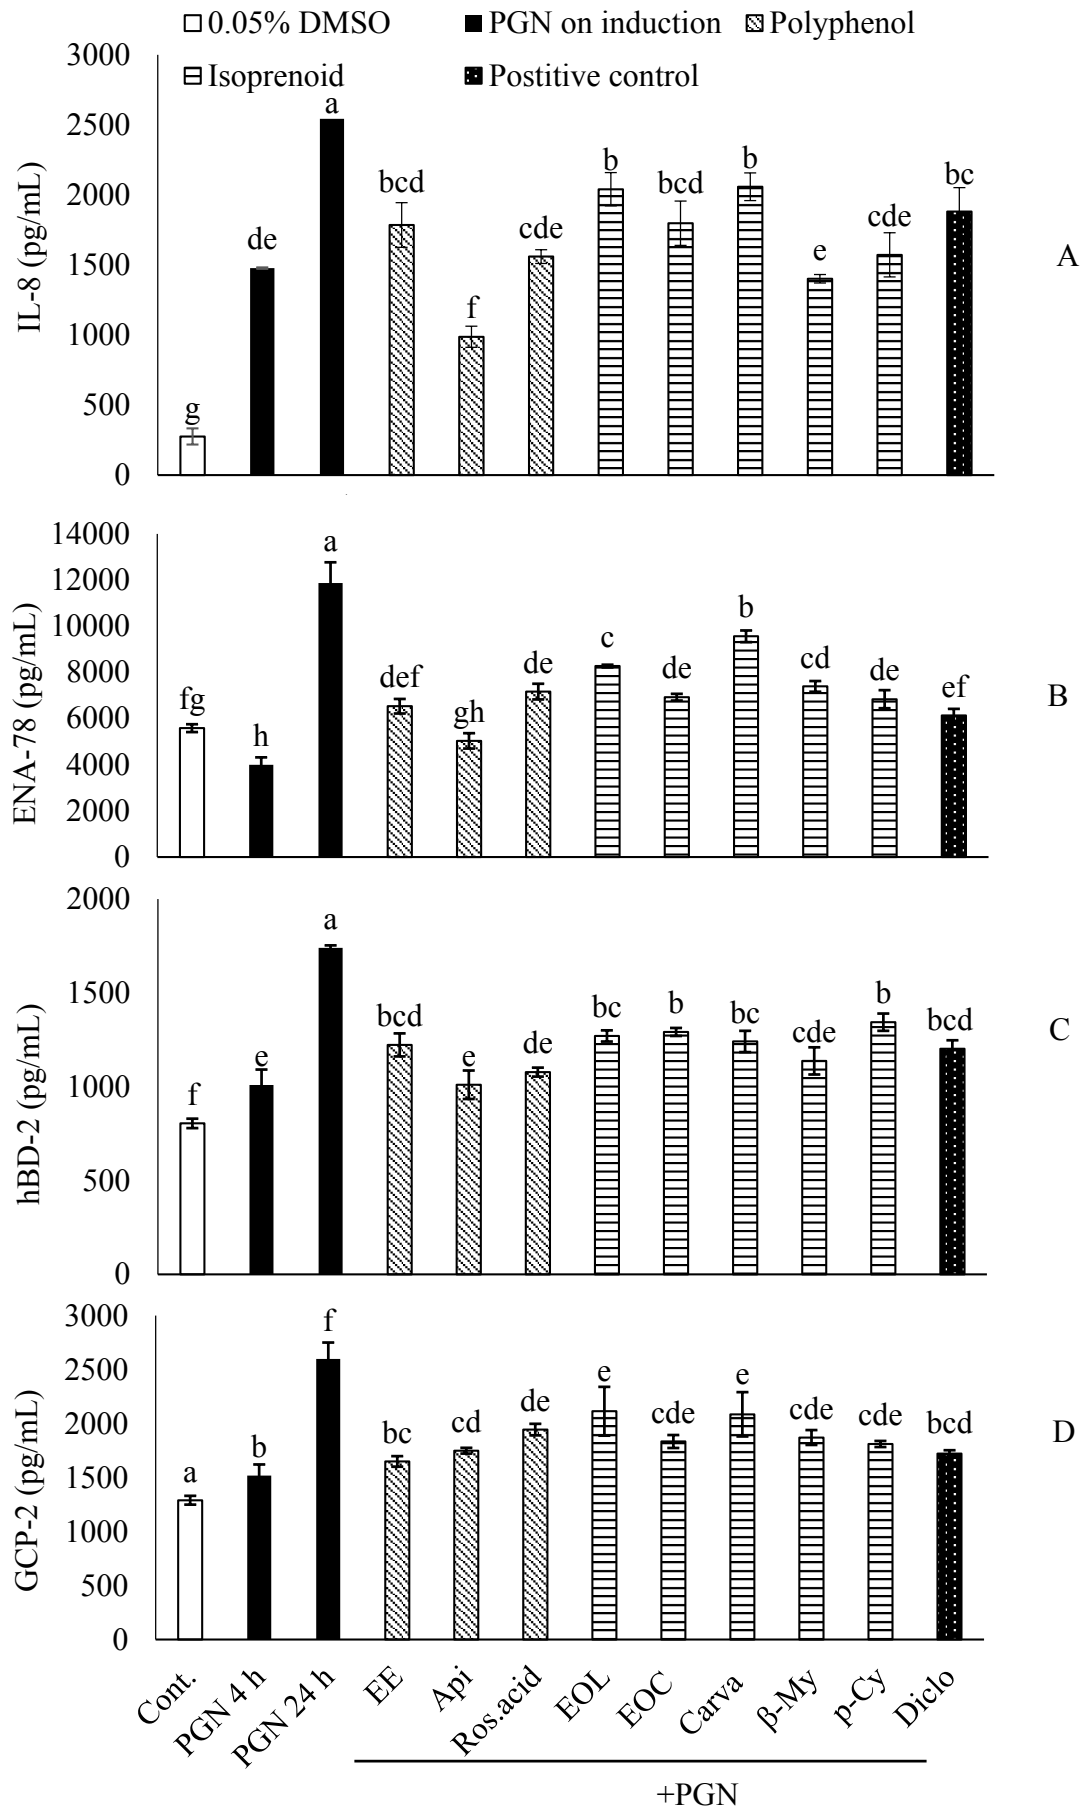 0.05% DMSO PGN on induction Polyphenol
Isoprenoid Postitive control
3000
2500
2000
1500
1000
500
0
IL-8 (pg/mL)
g de a bcd f cde b bcd b e cde bc
A
14000
12000
10000
8000
6000
4000
2000
0
ENA-78 (pg/mL)
fg h a def gh de c de b cd de ef
B
2000
1500
1000
500
0
hBD-2 (pg/mL)
f e a bcd e de bc b bc cde b bcd
C
3000
2500
2000
1500
1000
500
0
GCP-2 (pg/mL)
a b f bc cd de e cde e cde cde bcd
D
Cont. PGN 4 h PGN 24 h EE Api Ros.acid EOL EOC Carva β-My p-Cy Diclo
+PGN